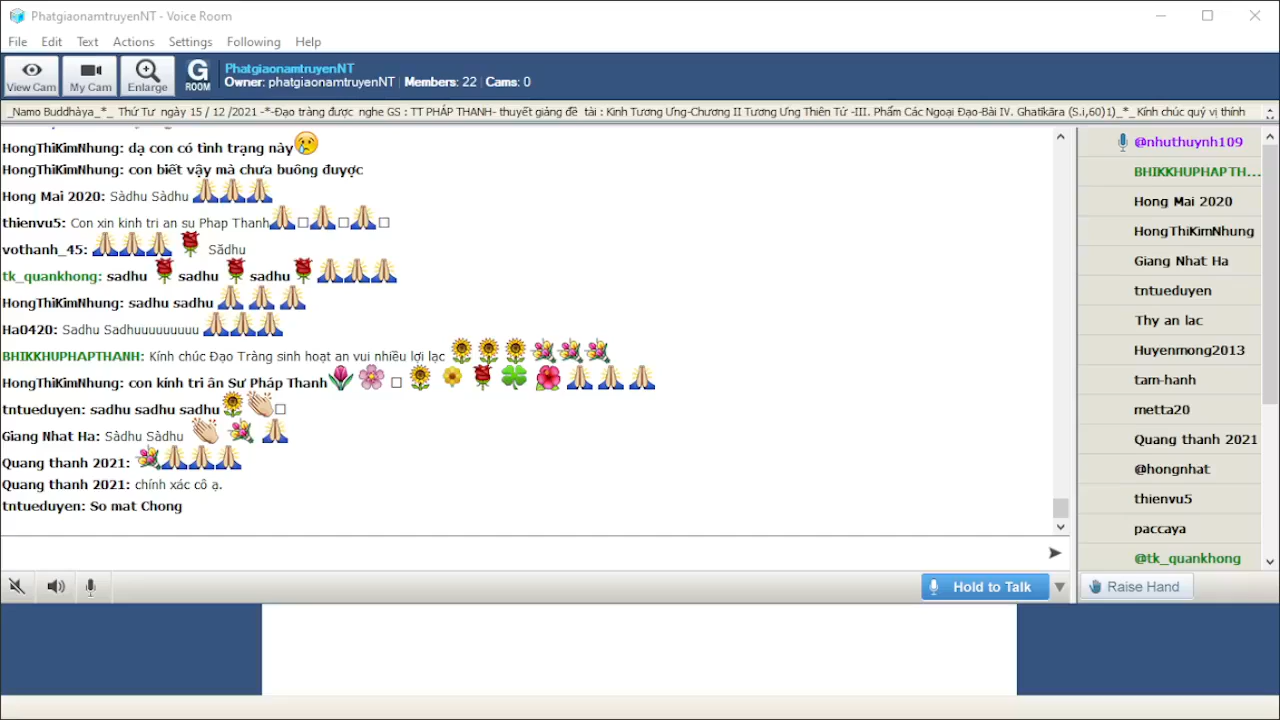 PhatgiaonamtruyenNT - Voice Room
File Edit Text Actions Settings Following Help
View Cam My Cam Enlarge G ROOM
PhatgiaonamtruyenNT
Owner: phatgiaonamtruyenNT Members: 22 Cams: 0
_Namo Buddhàya_*_ Thứ Tư ngày 15 / 12 /2021 -*-Đạo tràng được nghe GS : TT PHÁP THANH- thuyết giảng đề tài : Kinh Tương Ưng-Chương II Tương Ưng Thiên Tử -III. Phẩm Các Ngoại Đạo-Bài IV. Ghatìkàra (S.i,60)1)_*_Kính chúc quý vị thính
HongThiKimNhung: dạ con có tình trạng này
HongThiKimNhung: con biết vậy mà chưa buông đuyợc
Hong Mai 2020: Sàdhu Sàdhu
thienvu5: Con xin kinh tri an su Phap Thanh
vothanh_45: Sādhu
tk_quankhong: sadhu sadhu sadhu
HongThiKimNhung: sadhu sadhu
Ha0420: Sadhu Sadhuuuuuuuuu
BHIKKHUPHAPTHANH: Kính chúc Đạo Tràng sinh hoạt an vui nhiều lợi lạc
HongThiKimNhung: con kính tri ân Sư Pháp Thanh
tntueduyen: sadhu sadhu sadhu
Giang Nhat Ha: Sàdhu Sàdhu
Quang thanh 2021:
Quang thanh 2021: chính xác cô ạ.
tntueduyen: So mat Chong
@nhuthuynh109
BHIKKHUPHAPTH...
Hong Mai 2020
HongThiKimNhung
Giang Nhat Ha
tntueduyen
Thy an lac
Huyenmong2013
tam-hanh
metta20
Quang thanh 2021
@hongnhat
thienvu5
paccaya
@tk_quankhong
Hold to Talk
Raise Hand